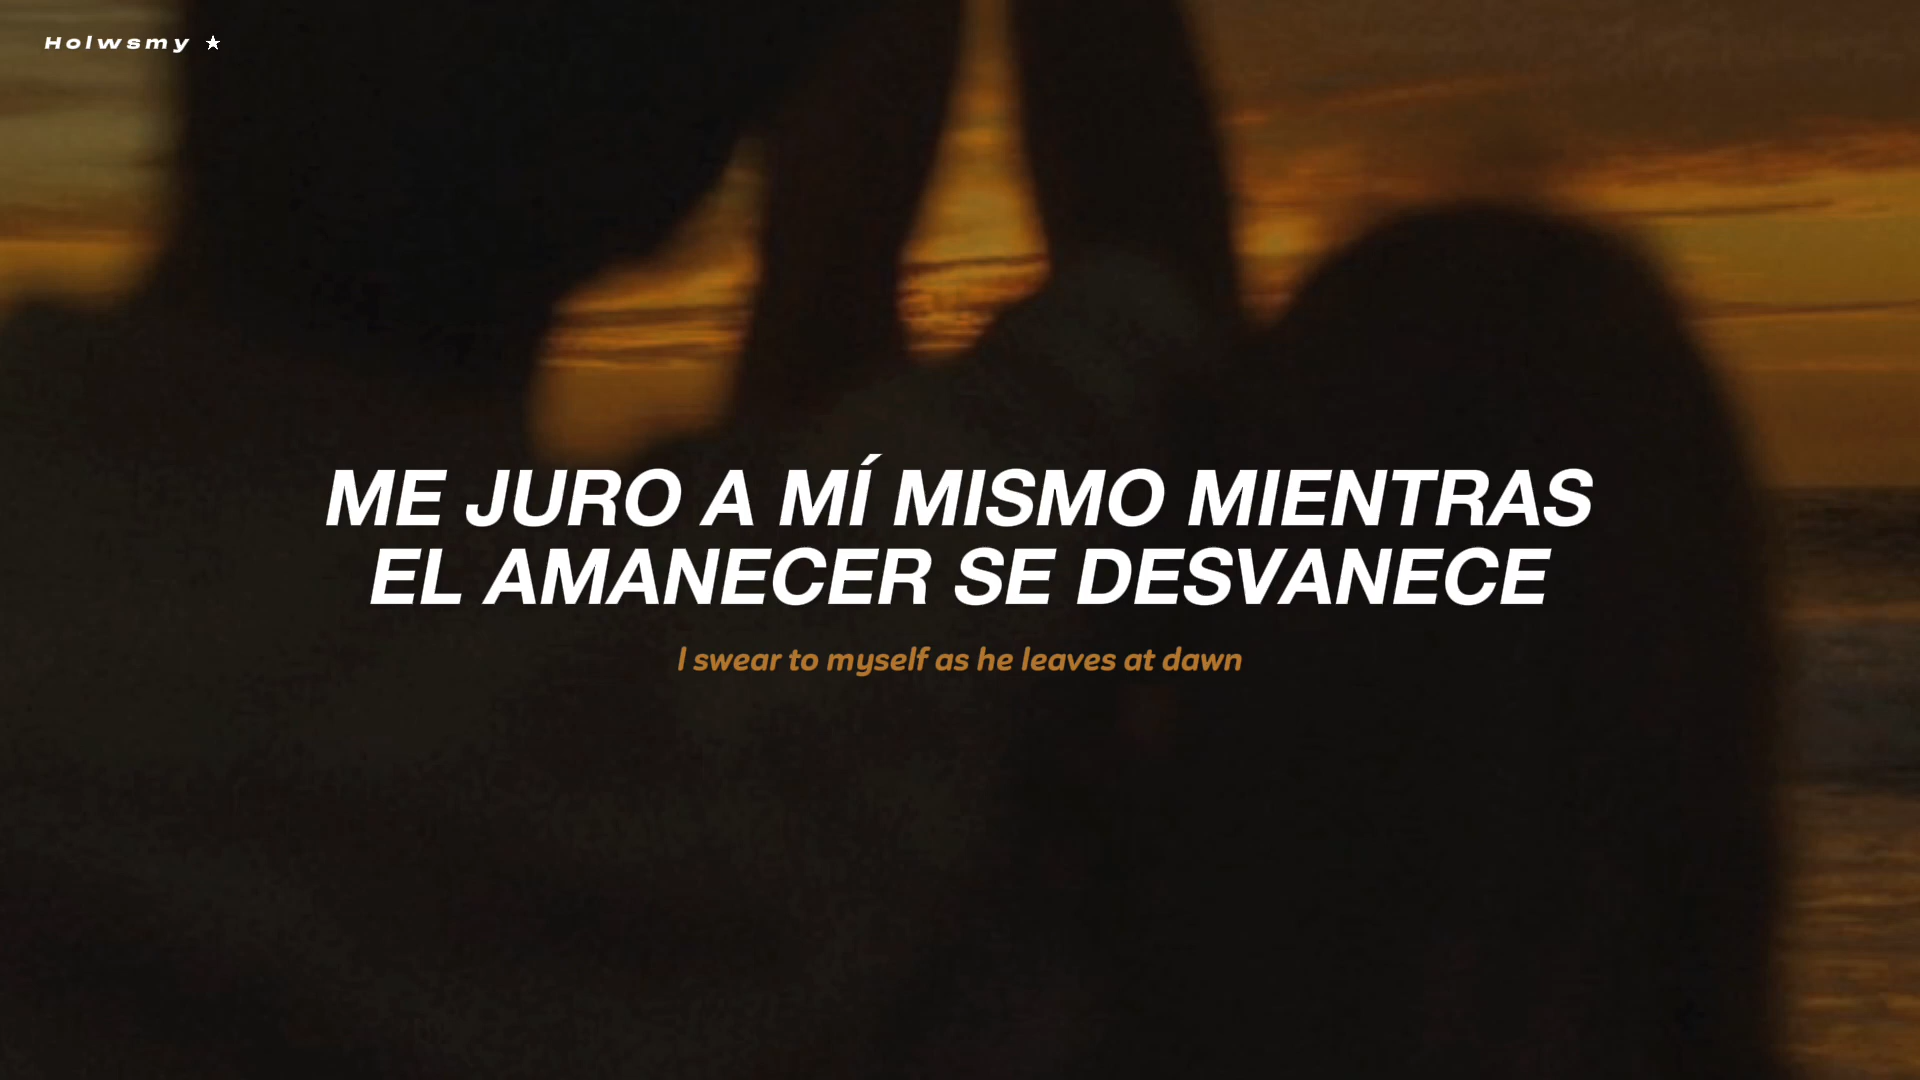 Holwsmy ★
ME JURO A MÍ MISMO MIENTRAS
EL AMANECER SE DESVANECE
I swear to myself as he leaves at dawn